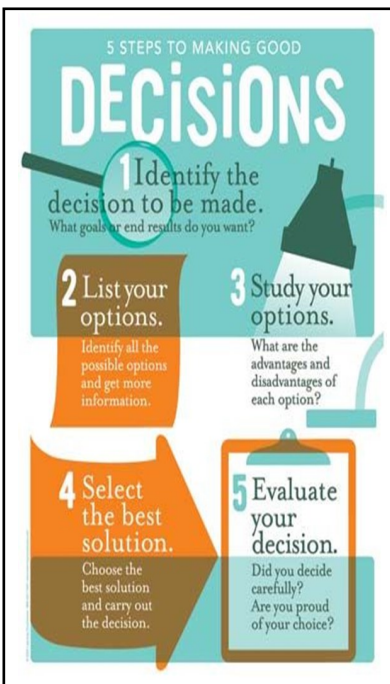 5 STEPS TO MAKING GOOD
DECiSiONS
1 Identify the
decision to be made.
What goals or end results do you want?
2 List your
options.
Identify all the
possible options
and get more
information.
3 Study your
options.
What are the
advantages and
disadvantages of
each option?
4 Select
the best
solution.
Choose the
best solution
and carry out
the decision.
5 Evaluate
your
decision.
Did you decide
carefully?
Are you proud
of your choice?